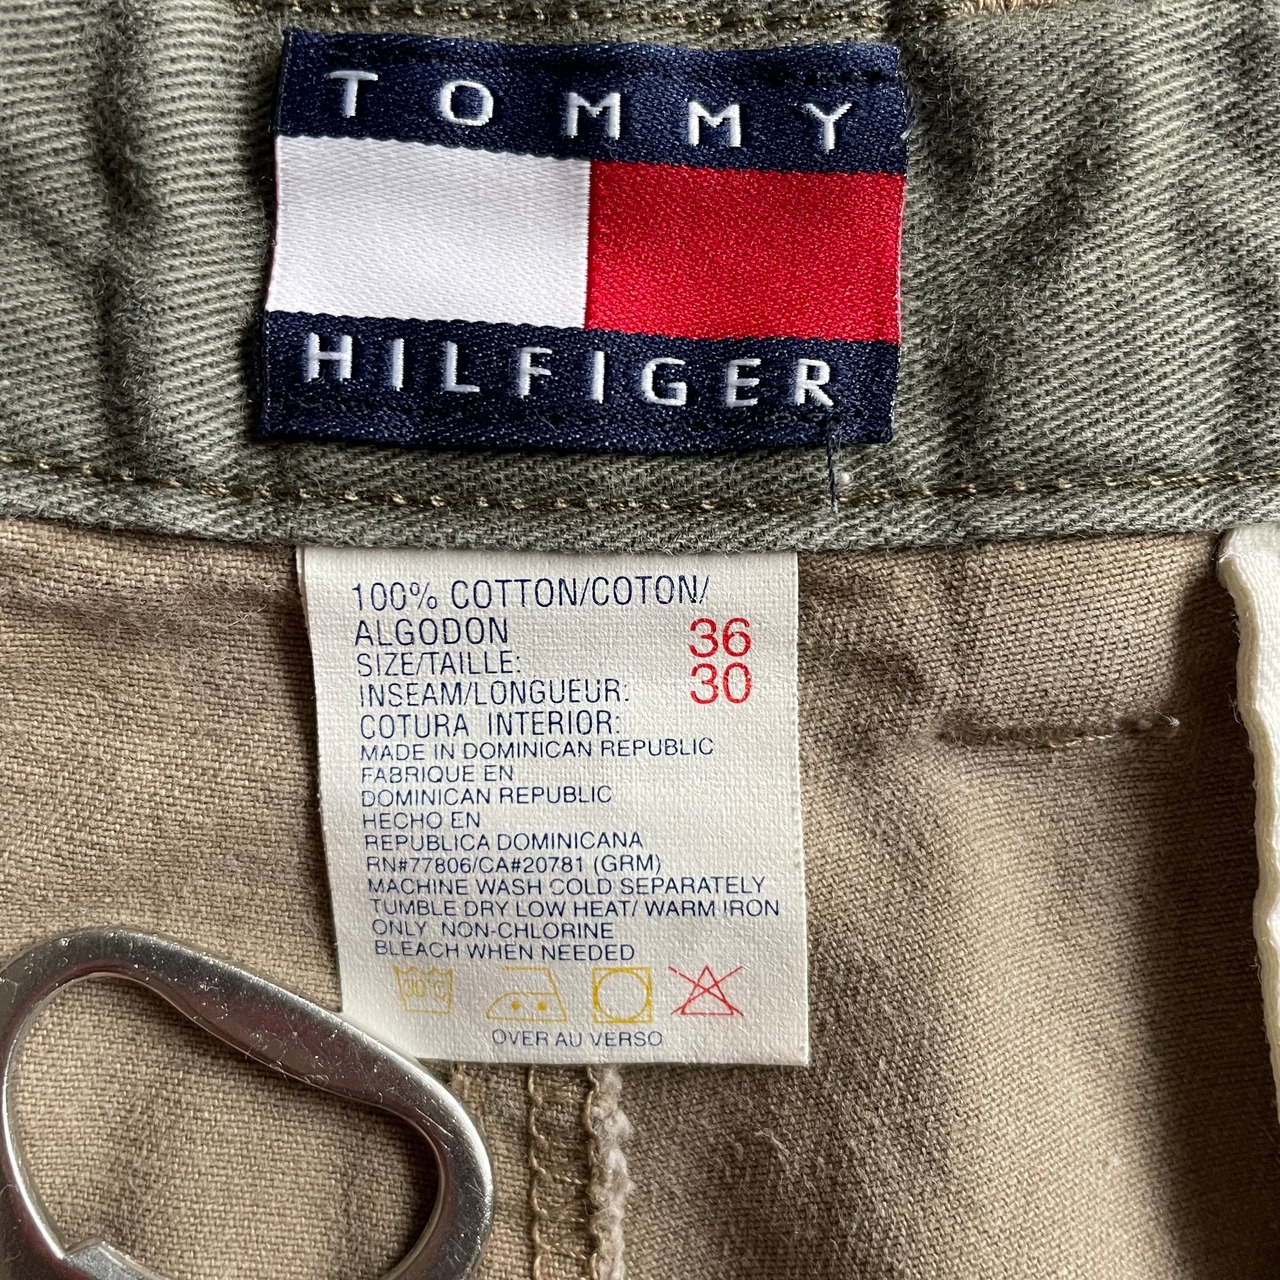 TOMMY
HILFIGER
100% COTTON/COTON/
ALGODON
SIZE/TAILLE: 36
INSEAM/LONGUEUR: 30
COTURA INTERIOR:
MADE IN DOMINICAN REPUBLIC
FABRIQUE EN
DOMINICAN REPUBLIC
HECHO EN
REPUBLICA DOMINICANA
RN#77806/CA#20781 (GRM)
MACHINE WASH COLD SEPARATELY
TUMBLE DRY LOW HEAT/ WARM IRON
ONLY NON-CHLORINE
BLEACH WHEN NEEDED
30°C
OVER AU VERSO